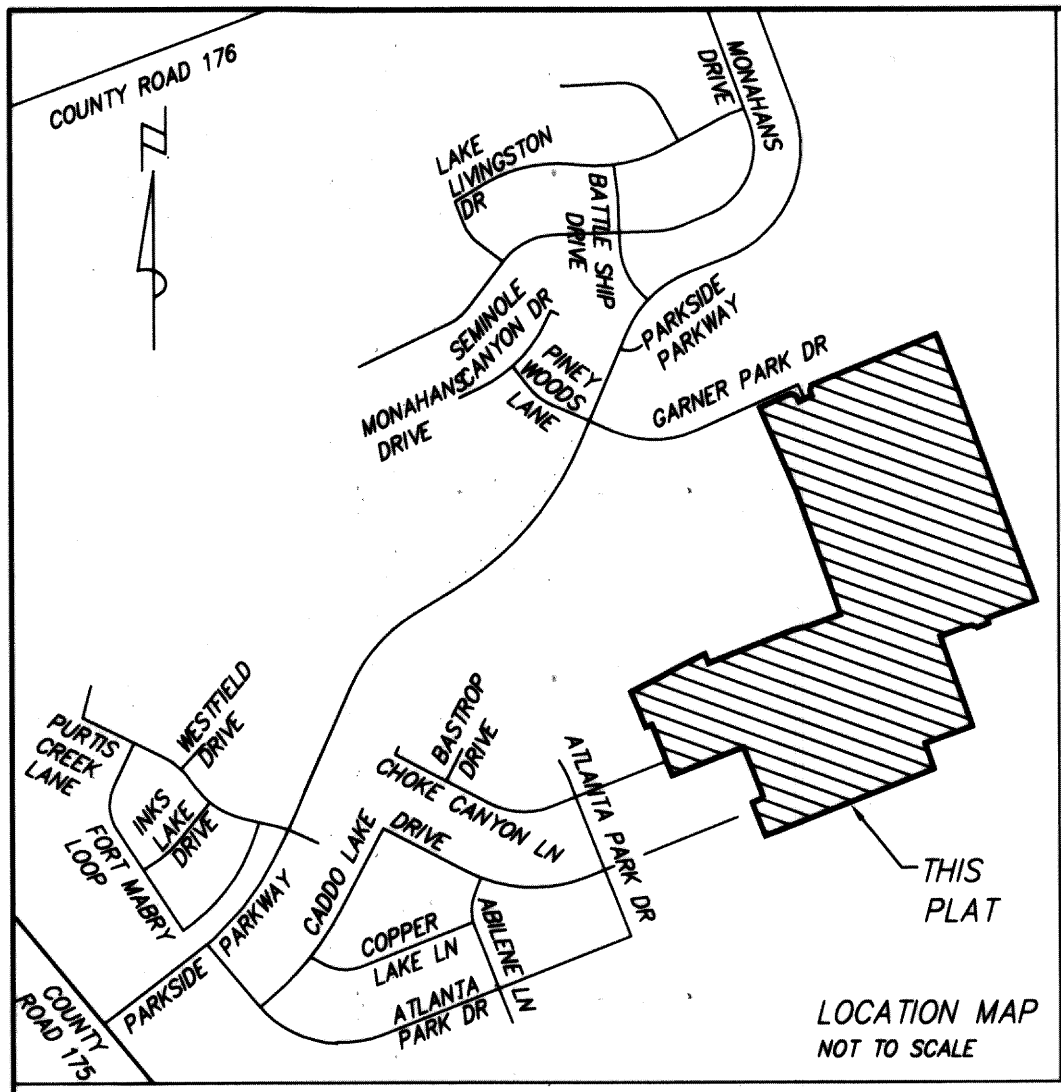 COUNTY ROAD 176
N
MONAHANS
DRIVE
LAKE
LIVINGSTON
DR
BATTLE SHIP
DRIVE
SEMINOLE
CANYON DR
MONAHANS
DRIVE
PINEY
WOODS
LANE
PARKSIDE
PARKWAY
GARNER PARK DR
WESTFIELD
DRIVE
PURTIS
CREEK
LANE
INKS
LAKE
DRIVE
FORT MABRY
LOOP
BASTROP
DRIVE
CHOKE CANYON LN
ATLANTA PARK DR
CADDO LAKE
DRIVE
PARKSIDE PARKWAY
COPPER
LAKE LN
ABILENE LN
ATLANTA
PARK DR
COUNTY
ROAD 175
THIS
PLAT
LOCATION MAP
NOT TO SCALE